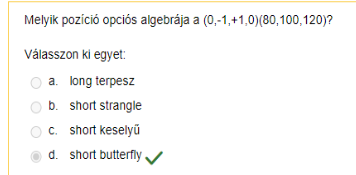 Melyik pozíció opciós algebrája a (0,-1,+1,0)(80,100,120)?
Válasszon ki egyet:
a. long terpesz
b. short strangle
c. short keselyű
d. short butterfly